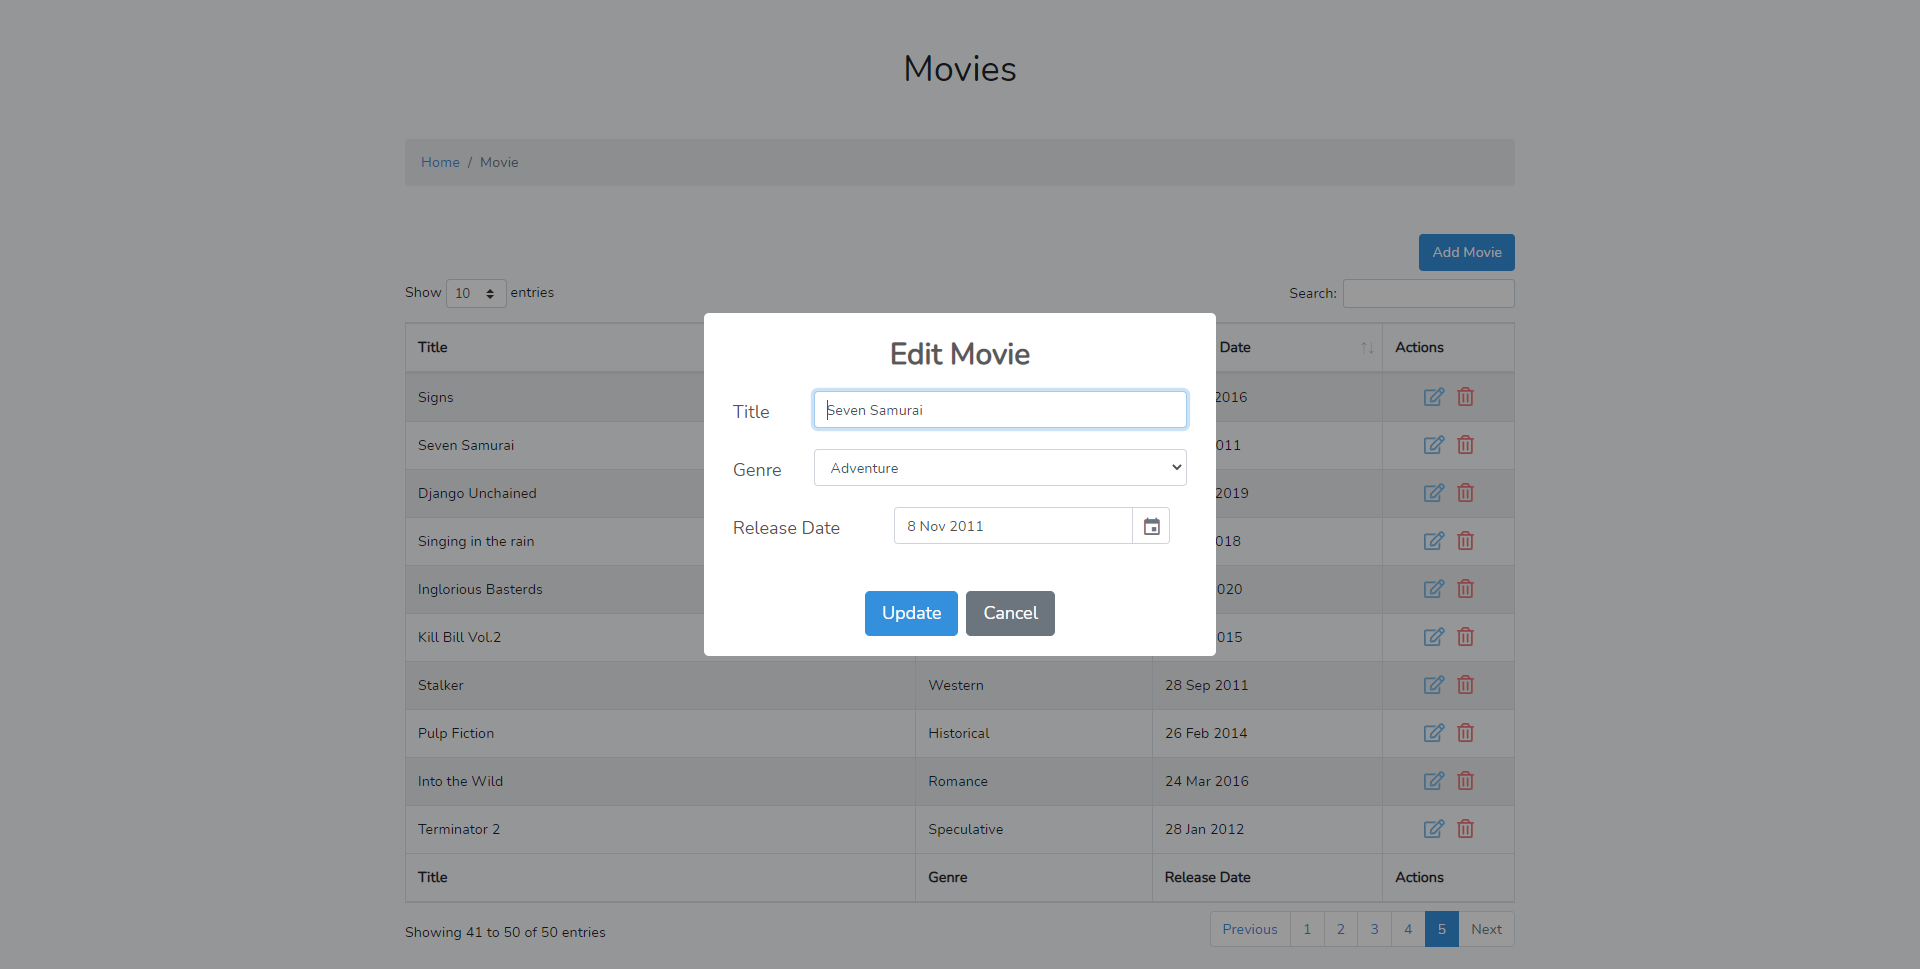 Movies
Home / Movie
Add Movie
Show 10 entries
Search:
Title
Date
Actions
Edit Movie
Title
Seven Samurai
Genre
Adventure
Release Date
8 Nov 2011
Update
Cancel
Signs
2016
Seven Samurai
011
Django Unchained
2019
Singing in the rain
018
Inglorious Basterds
020
Kill Bill Vol.2
015
Stalker Western 28 Sep 2011
Pulp Fiction Historical 26 Feb 2014
Into the Wild Romance 24 Mar 2016
Terminator 2 Speculative 28 Jan 2012
Title Genre Release Date Actions
Showing 41 to 50 of 50 entries
Previous 1 2 3 4 5 Next